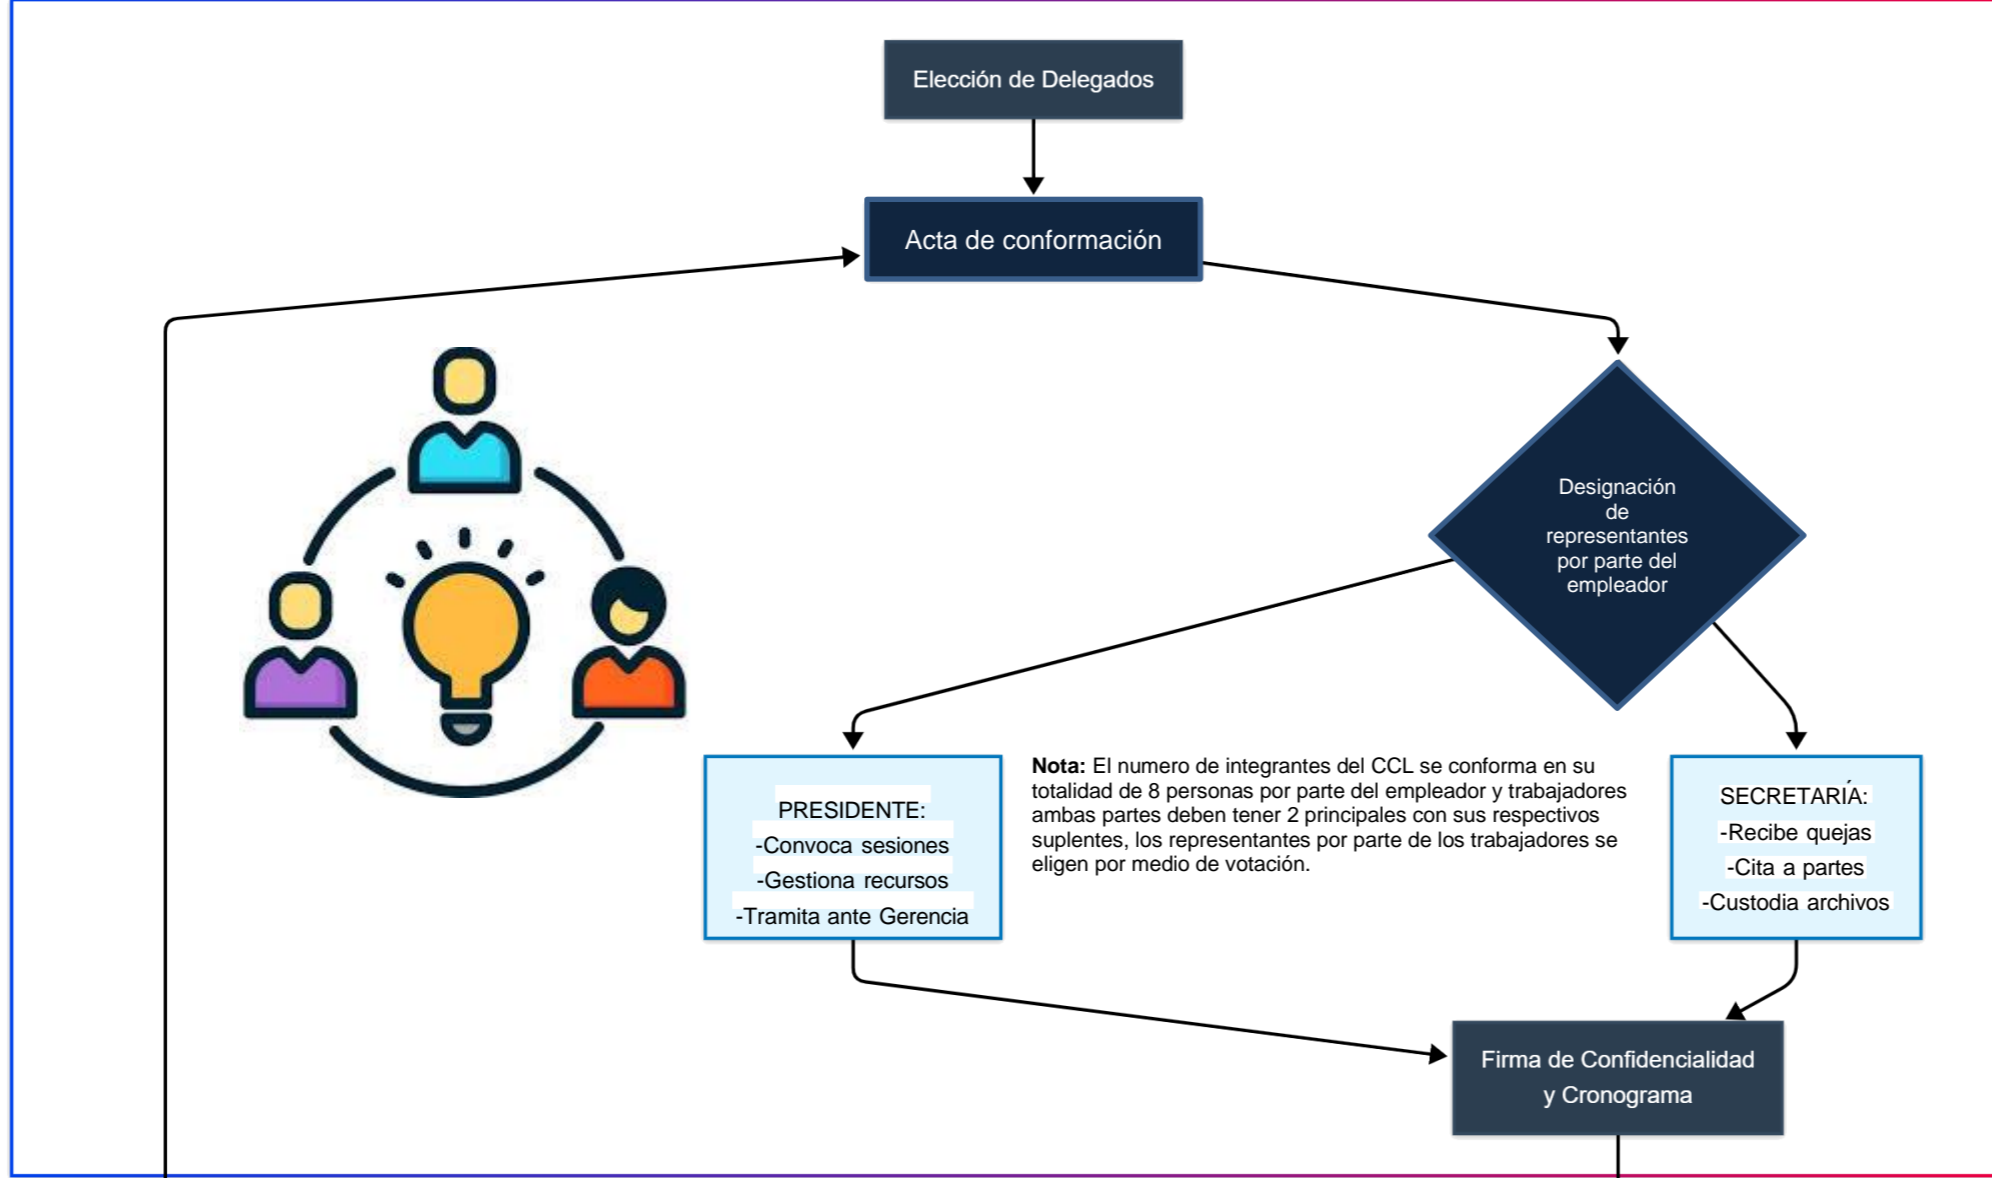 Elección de Delegados
Acta de conformación
Designación
de
representantes
por parte del
empleador
PRESIDENTE:
-Convoca sesiones
-Gestiona recursos
-Tramita ante Gerencia
Nota: El numero de integrantes del CCL se conforma en su
totalidad de 8 personas por parte del empleador y trabajadores
ambas partes deben tener 2 principales con sus respectivos
suplentes, los representantes por parte de los trabajadores se
eligen por medio de votación.
SECRETARÍA:
-Recibe quejas
-Cita a partes
-Custodia archivos
Firma de Confidencialidad
y Cronograma